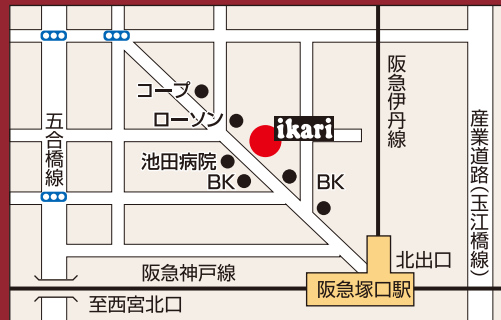 コープ
ローソン
ikari
池田病院
BK
BK
五合橋線
阪急伊丹線
産業道路(玉江橋線)
北出口
阪急神戸線
阪急塚口駅
至西宮北口